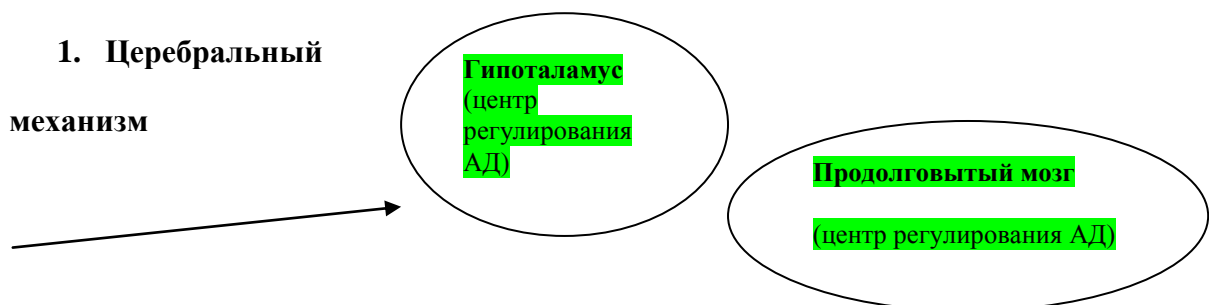 1. Церебральный
механизм
Гипоталамус
(центр
регулирования
АД)
Продолговытый мозг
(центр регулирования АД)